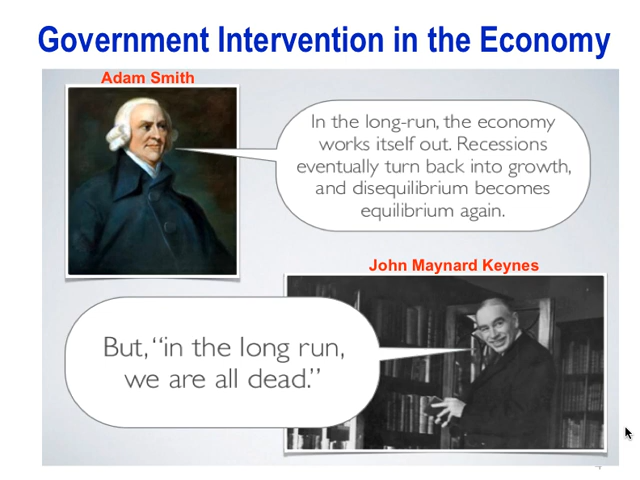 Government Intervention in the Economy
Adam Smith
In the long-run, the economy
works itself out. Recessions
eventually turn back into growth,
and disequilibrium becomes
equilibrium again.
John Maynard Keynes
But, “in the long run,
we are all dead.”